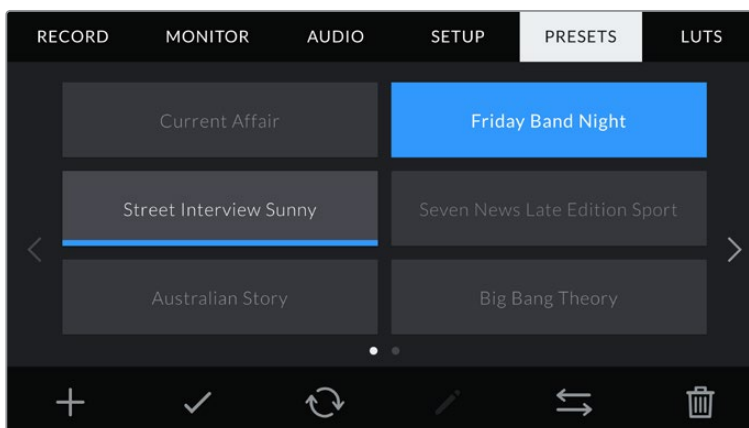 RECORD MONITOR AUDIO SETUP PRESETS LUTS
Current Affair Friday Band Night
Street Interview Sunny Seven News Late Edition Sport
Australian Story Big Bang Theory